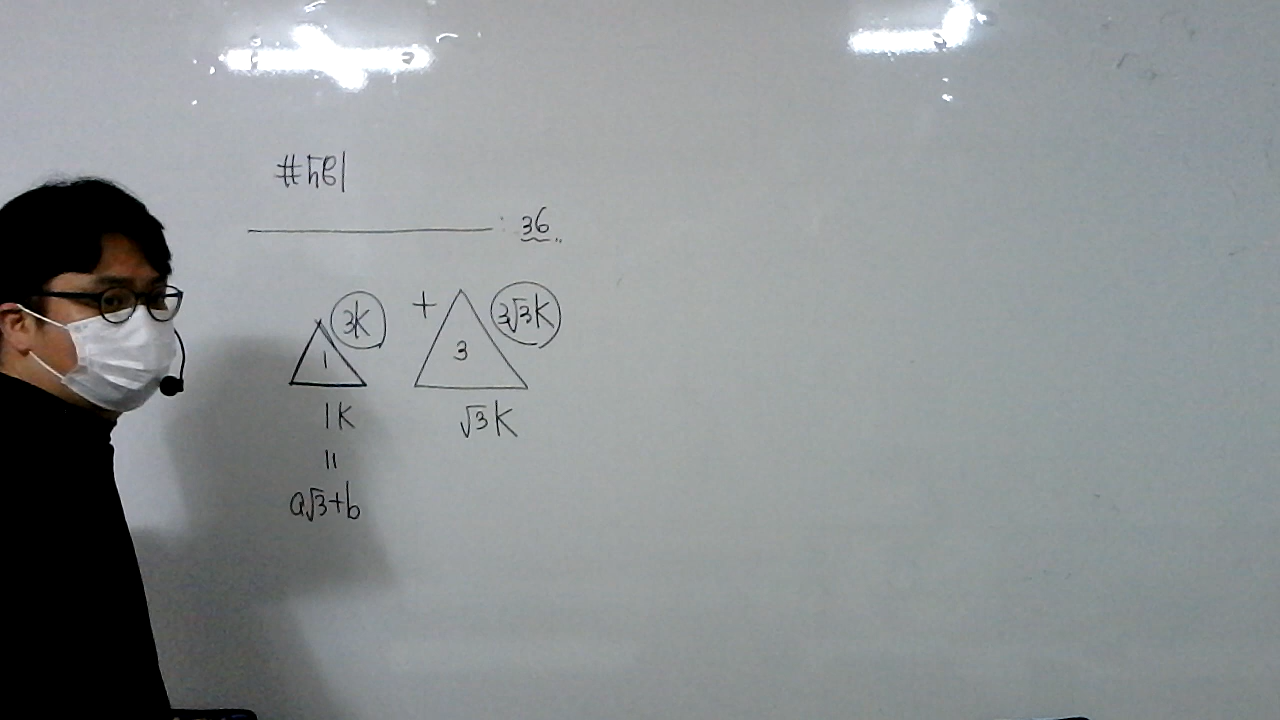 : 36
3K + 3√3K
1 3
1K √3K
=
a√3+b